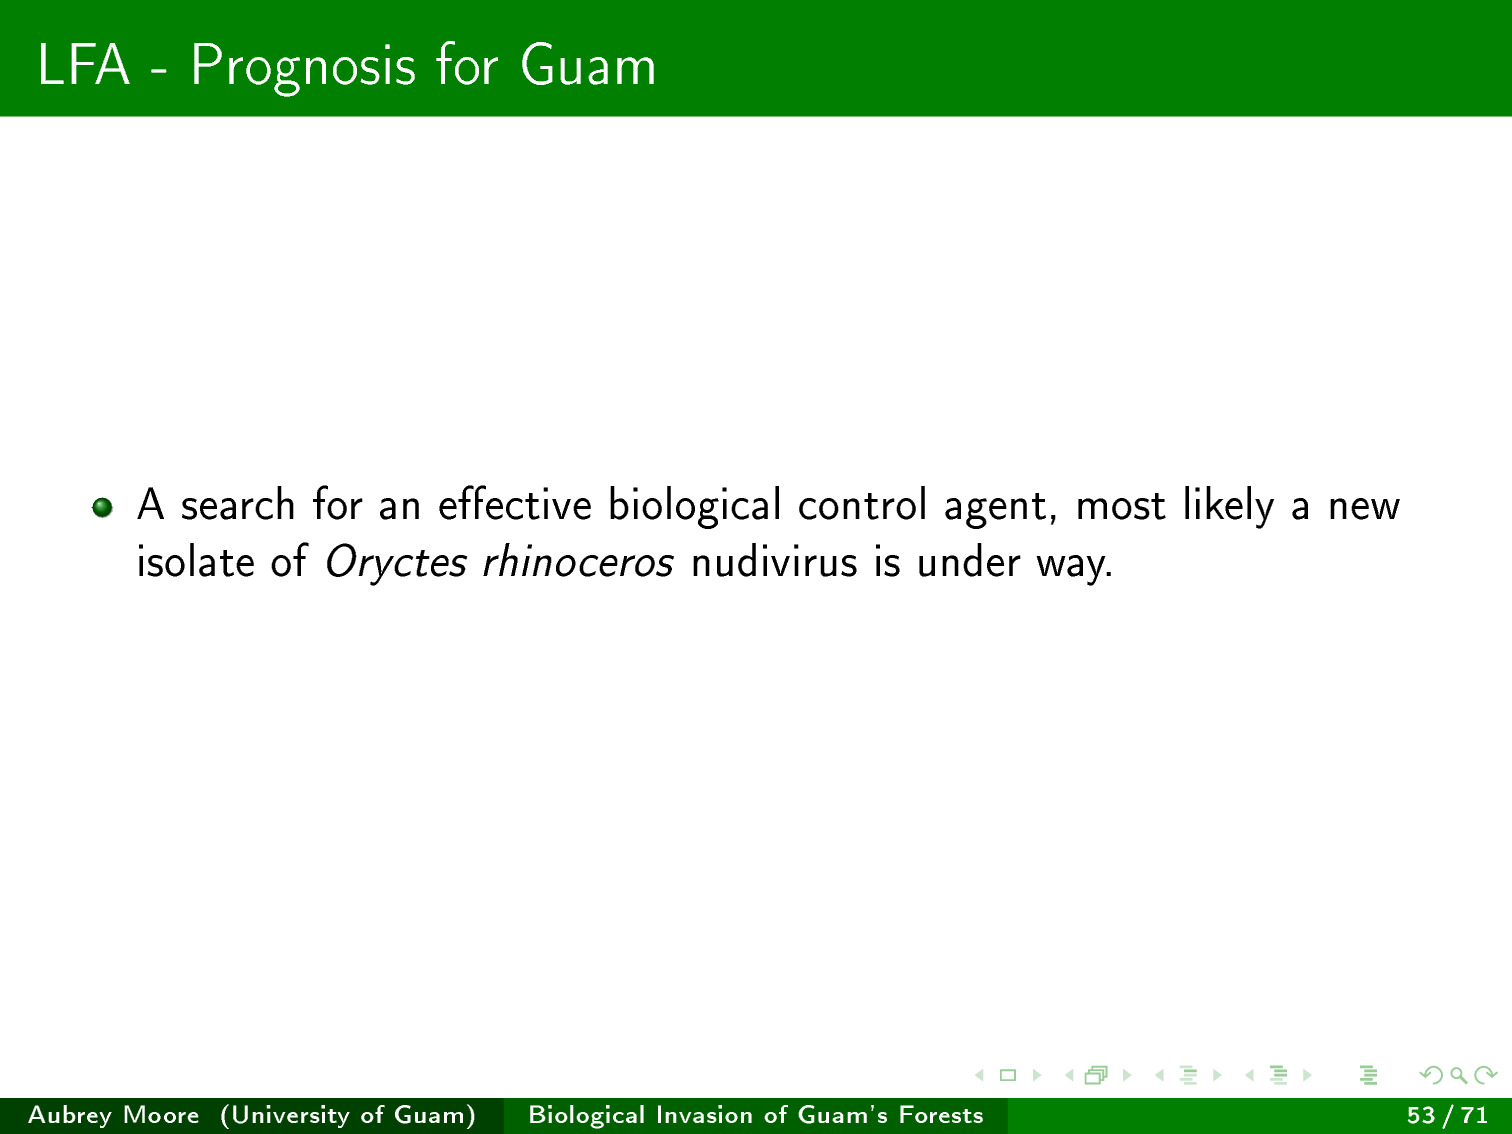 LFA - Prognosis for Guam
A search for an effective biological control agent, most likely a new
isolate of Oryctes rhinoceros nudivirus is under way.
Aubrey Moore (University of Guam) Biological Invasion of Guam's Forests 53 / 71